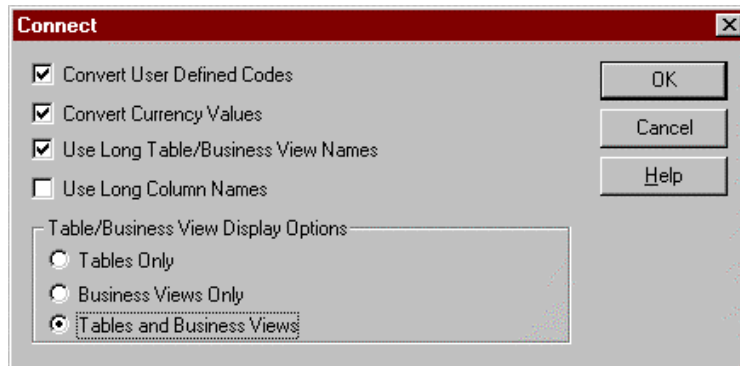 Connect
Convert User Defined Codes
OK
Convert Currency Values
Cancel
Use Long Table/Business View Names
Help
Use Long Column Names
Table/Business View Display Options
Tables Only
Business Views Only
Tables and Business Views